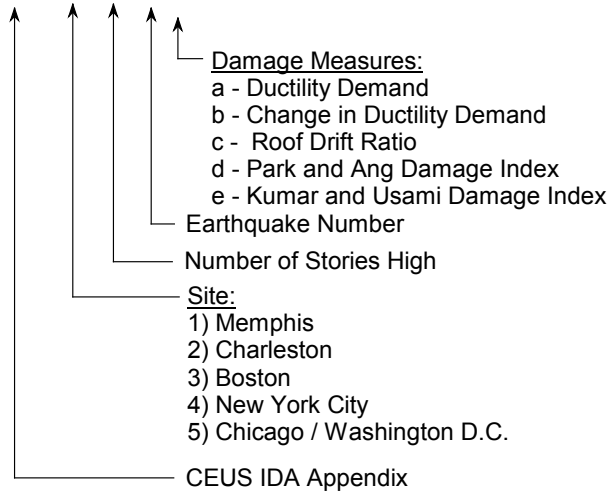 Damage Measures:
a - Ductility Demand
b - Change in Ductility Demand
c - Roof Drift Ratio
d - Park and Ang Damage Index
e - Kumar and Usami Damage Index
Earthquake Number
Number of Stories High
Site:
1) Memphis
2) Charleston
3) Boston
4) New York City
5) Chicago / Washington D.C.
CEUS IDA Appendix